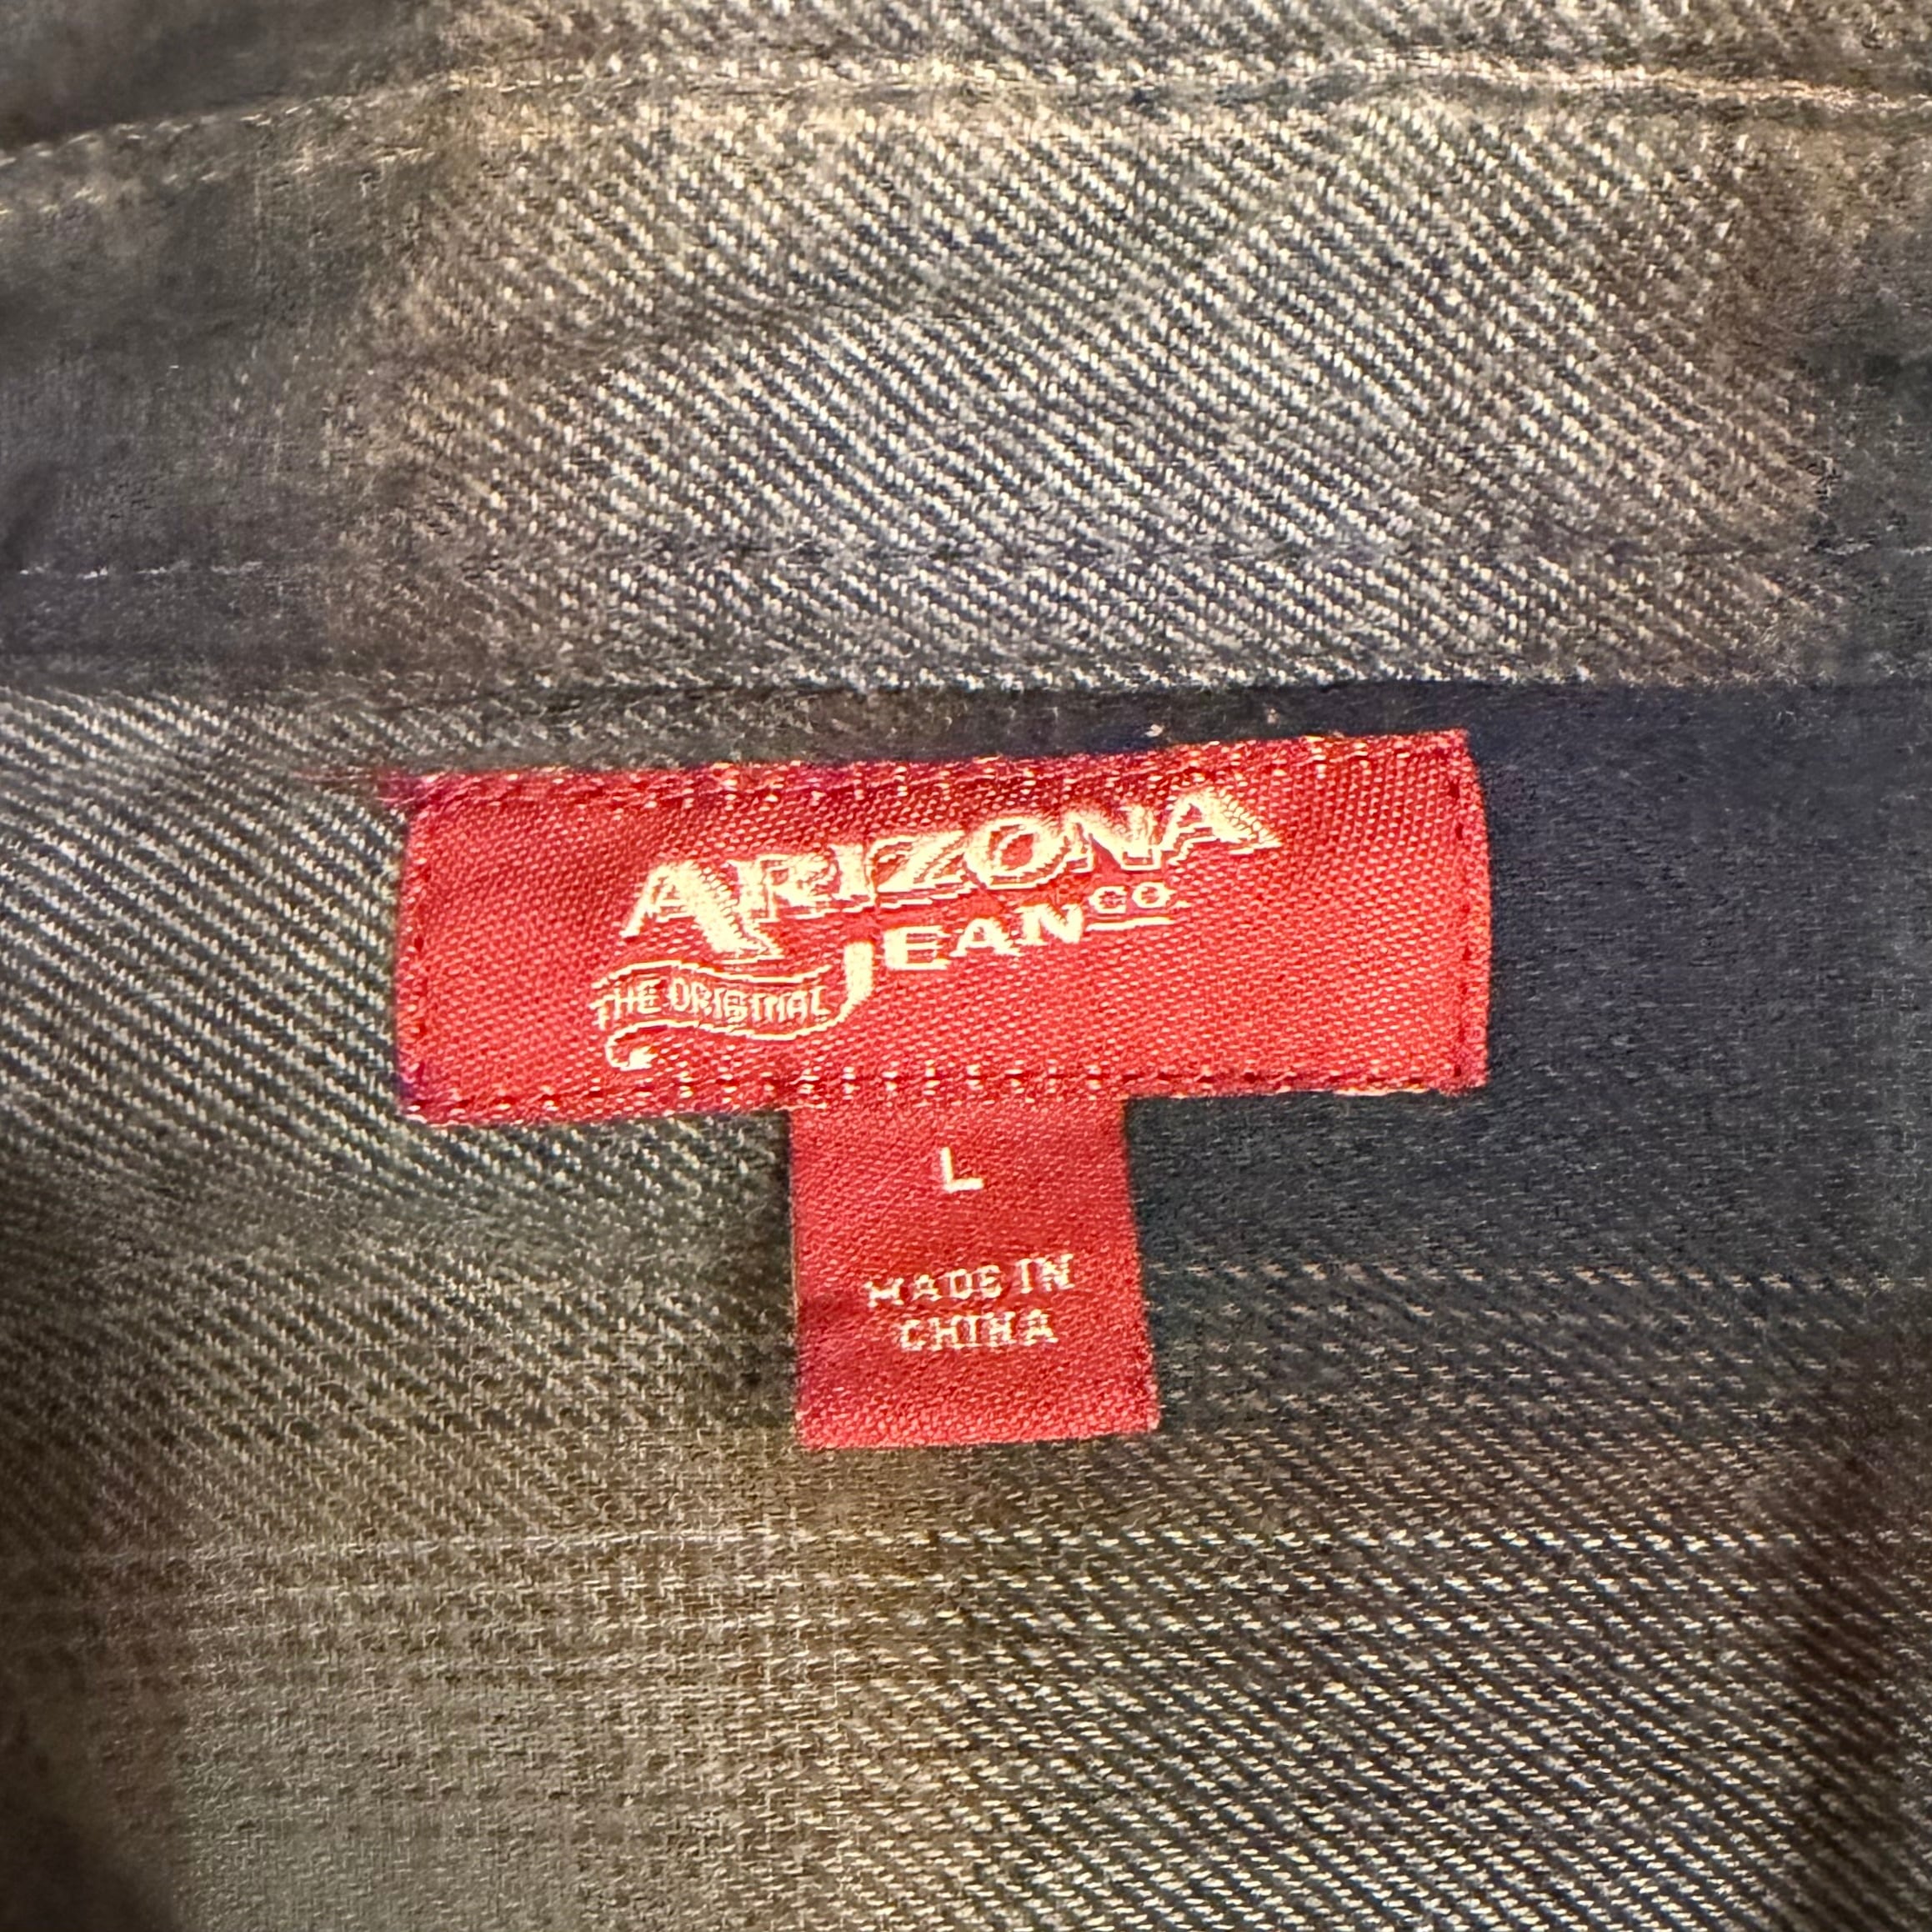 ARIZONA
JEAN CO.
THE ORIGINAL
L
MADE IN
CHINA